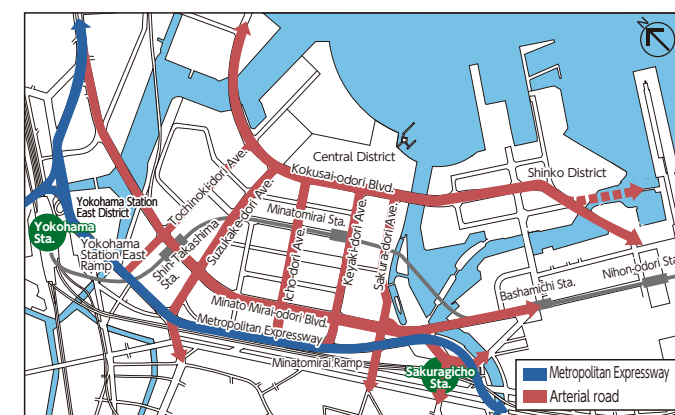 N
Central District
Kokusai-odori Blvd.
Shinko District
Tochinoki-dori Ave.
Yokohama Station
East District
Suzukake-dori Ave.
Minatomirai Sta.
Yokohama
Sta.
Yokohama
Station East
Ramp
Shin-Takashima
Sta.
Icho-dori Ave.
Keyaki-dori Ave.
Sakura-dori Ave.
Nihon-odori Sta.
Bashamichi Sta.
Minato Mirai-odori Blvd.
Metropolitan Expressway
Minatomirai Ramp
Sakuragicho
Sta.
Metropolitan Expressway
Arterial road